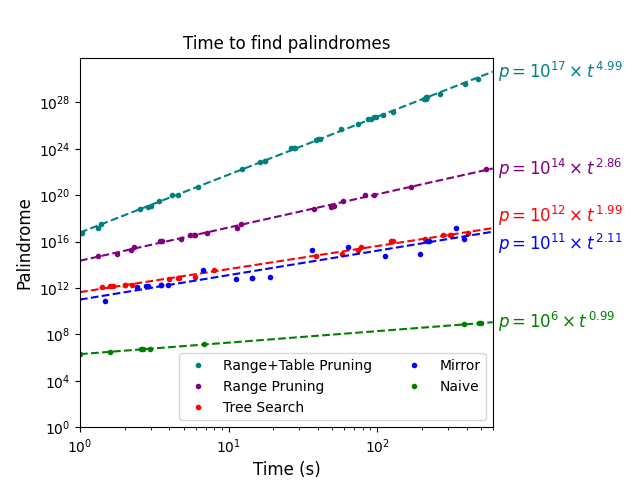 Time to find palindromes
Palindrome
10^28
10^24
10^20
10^16
10^12
10^8
10^4
10^0
10^0
10^1
10^2
Time (s)
p = 10^17 × t^4.99
p = 10^14 × t^2.86
p = 10^12 × t^1.99
p = 10^11 × t^2.11
p = 10^6 × t^0.99
Range+Table Pruning
Range Pruning
Tree Search
Mirror
Naive